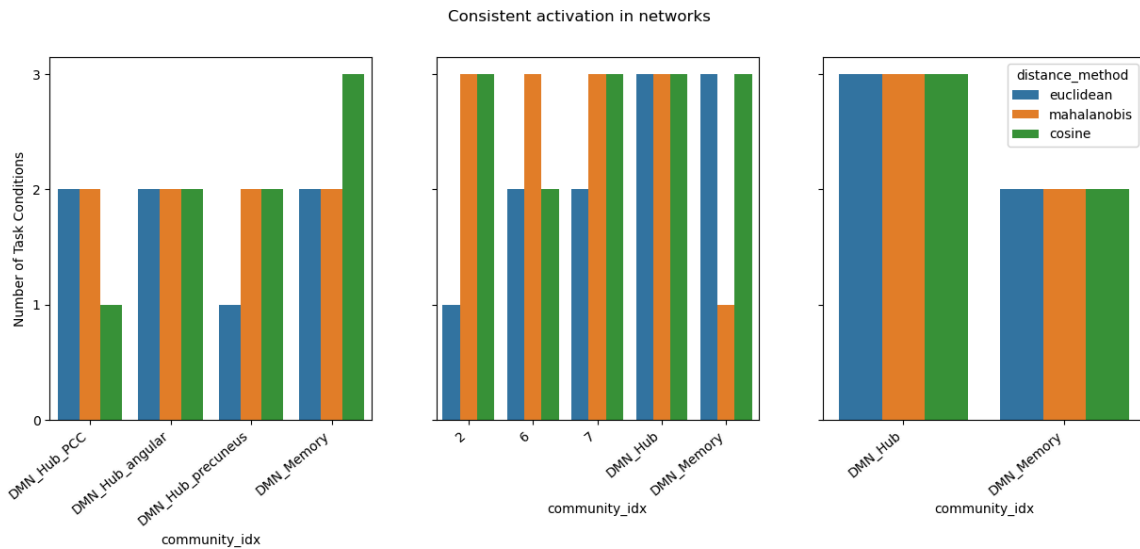 Consistent activation in networks
Number of Task Conditions
3
2
1
0
DMN_Hub_PCC
DMN_Hub_angular
DMN_Hub_precuneus
DMN_Memory
community_idx
2
6
7
DMN_Hub
DMN_Memory
community_idx
distance_method
euclidean
mahalanobis
cosine
DMN_Hub
DMN_Memory
community_idx